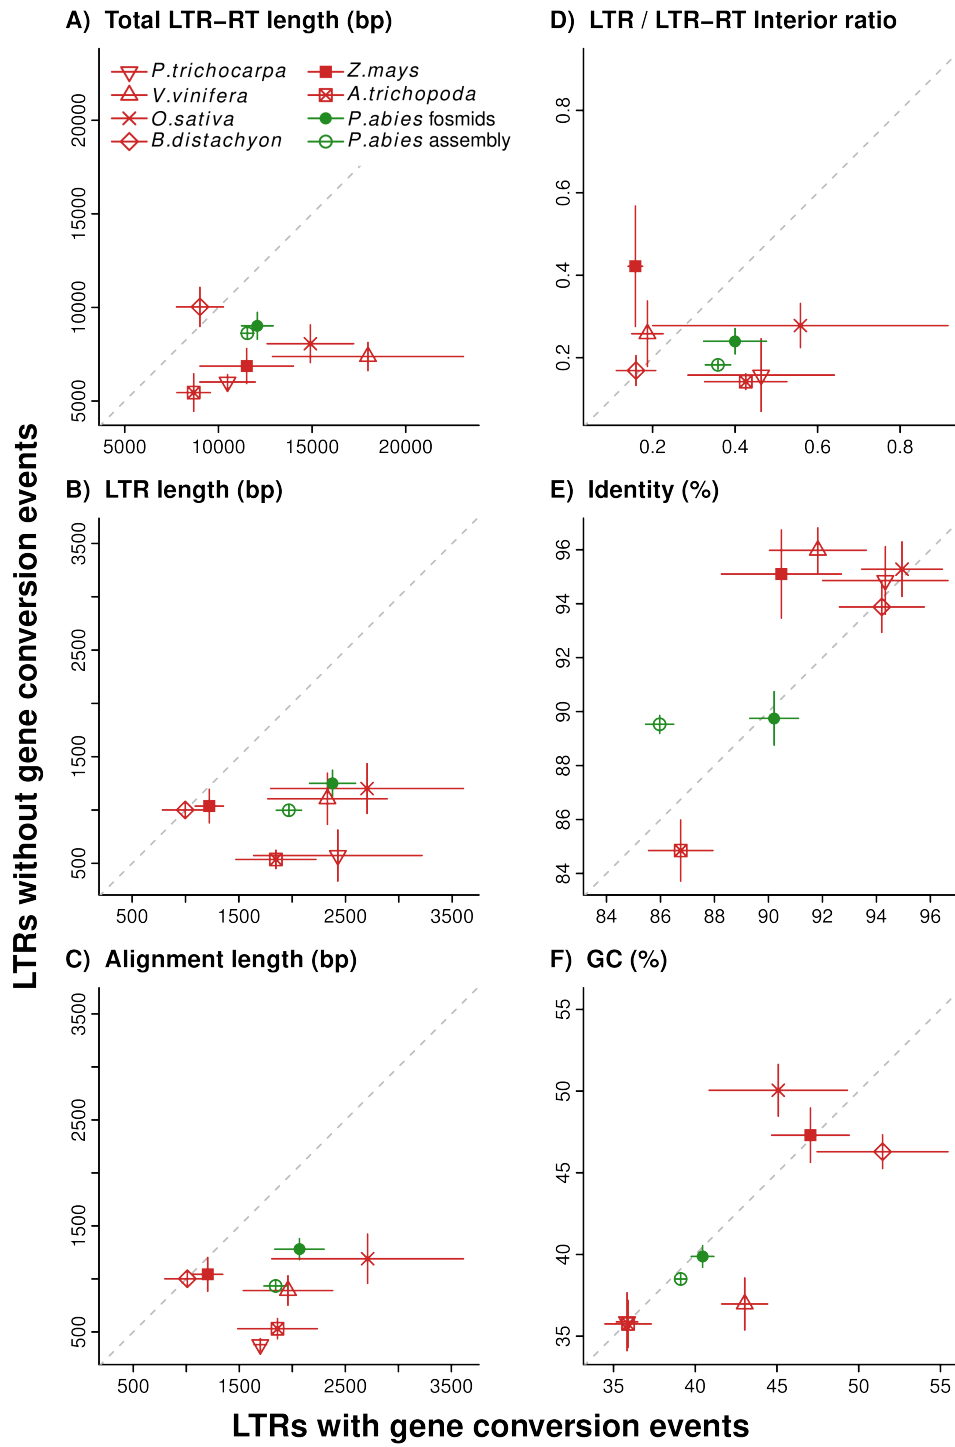 A) Total LTR−RT length (bp)
P.trichocarpa
V.vinifera
O.sativa
B.distachyon
Z.mays
A.trichopoda
P.abies fosmids
P.abies assembly
5000 10000 15000 20000
5000 10000 15000 20000
B) LTR length (bp)
500 1500 2500 3500
500 1500 2500 3500
C) Alignment length (bp)
500 1500 2500 3500
500 1500 2500 3500
D) LTR / LTR−RT Interior ratio
0.2 0.4 0.6 0.8
0.2 0.4 0.6 0.8
E) Identity (%)
84 86 88 90 92 94 96
84 86 88 90 92 94 96
F) GC (%)
35 40 45 50 55
35 40 45 50 55
LTRs without gene conversion events
LTRs with gene conversion events